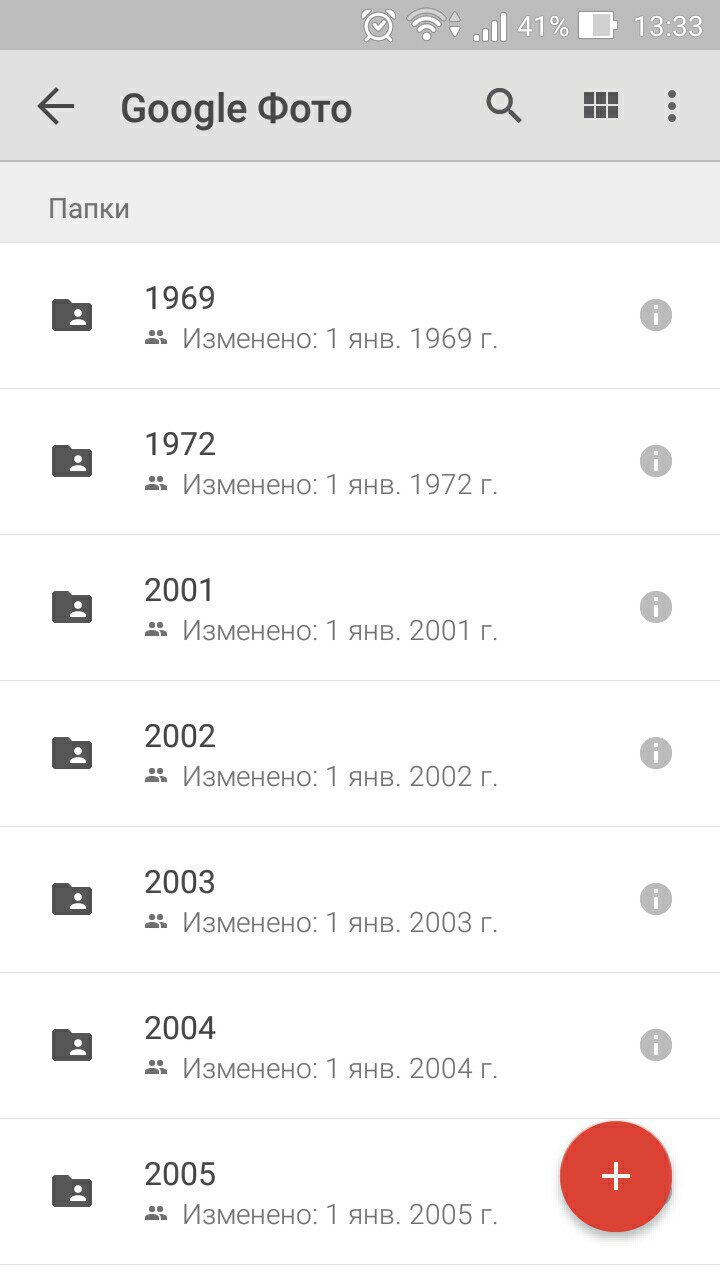 41% 13:33
Google Фото
Папки
1969
Изменено: 1 янв. 1969 г.
1972
Изменено: 1 янв. 1972 г.
2001
Изменено: 1 янв. 2001 г.
2002
Изменено: 1 янв. 2002 г.
2003
Изменено: 1 янв. 2003 г.
2004
Изменено: 1 янв. 2004 г.
2005
Изменено: 1 янв. 2005 г.